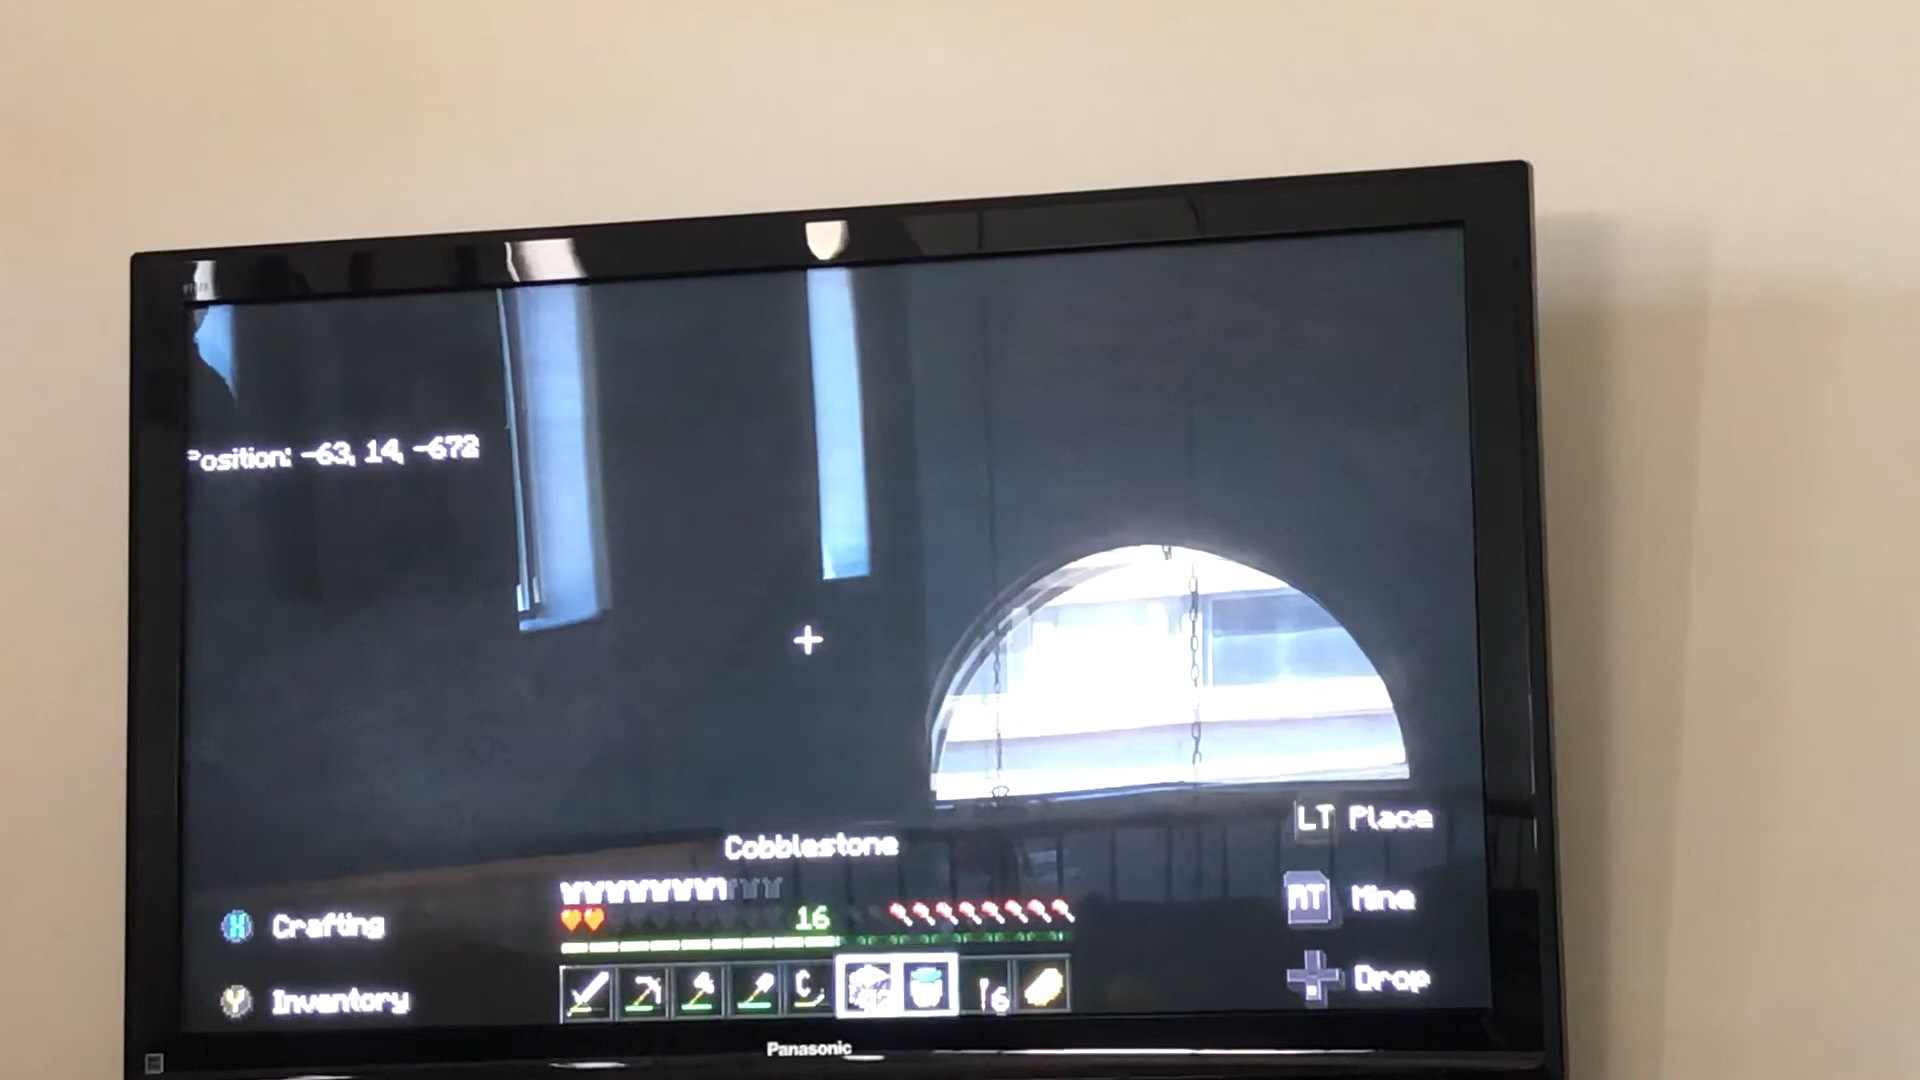 Position: -63, 14, -672
Cobblestone
16
LT Place
RT Mine
Drop
X Crafting
Y Inventory
6
Panasonic